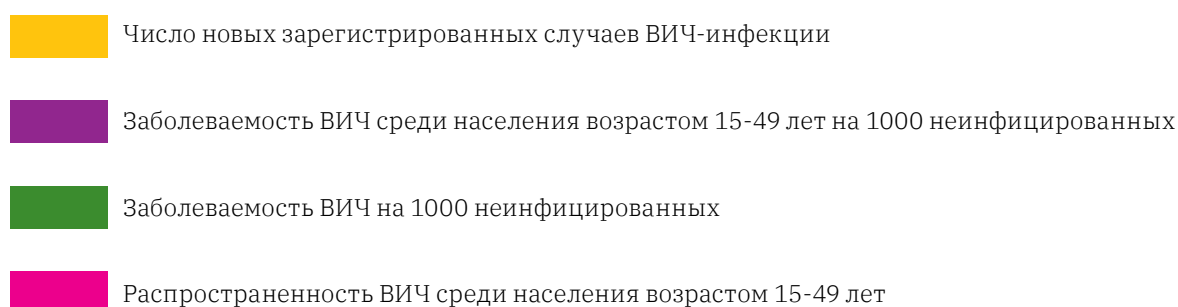 Число новых зарегистрированных случаев ВИЧ-инфекции
Заболеваемость ВИЧ среди населения возрастом 15-49 лет на 1000 неинфицированных
Заболеваемость ВИЧ на 1000 неинфицированных
Распространенность ВИЧ среди населения возрастом 15-49 лет